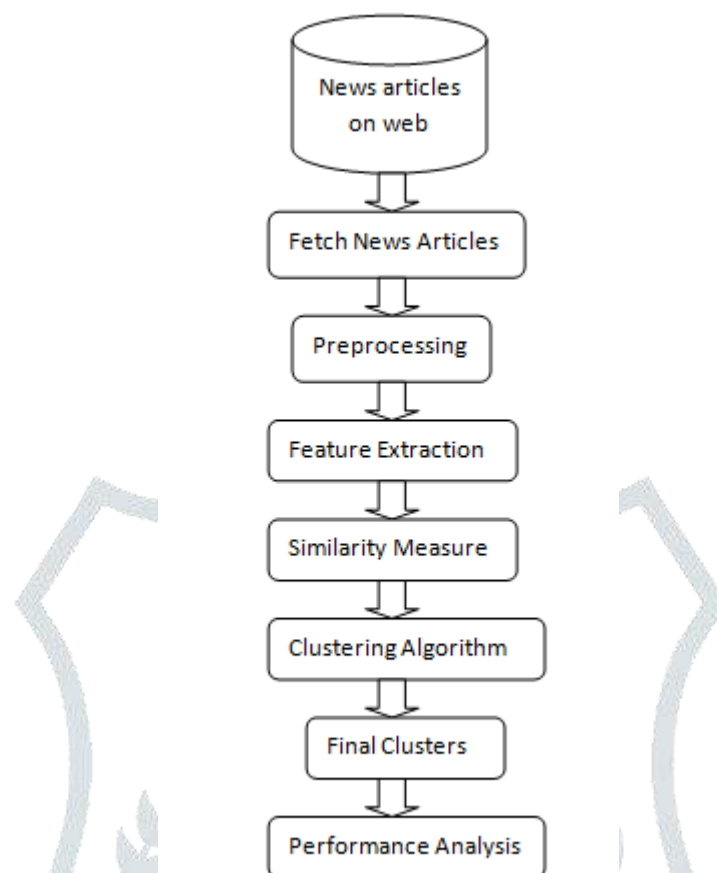 News articles
on web
Fetch News Articles
Preprocessing
Feature Extraction
Similarity Measure
Clustering Algorithm
Final Clusters
Performance Analysis